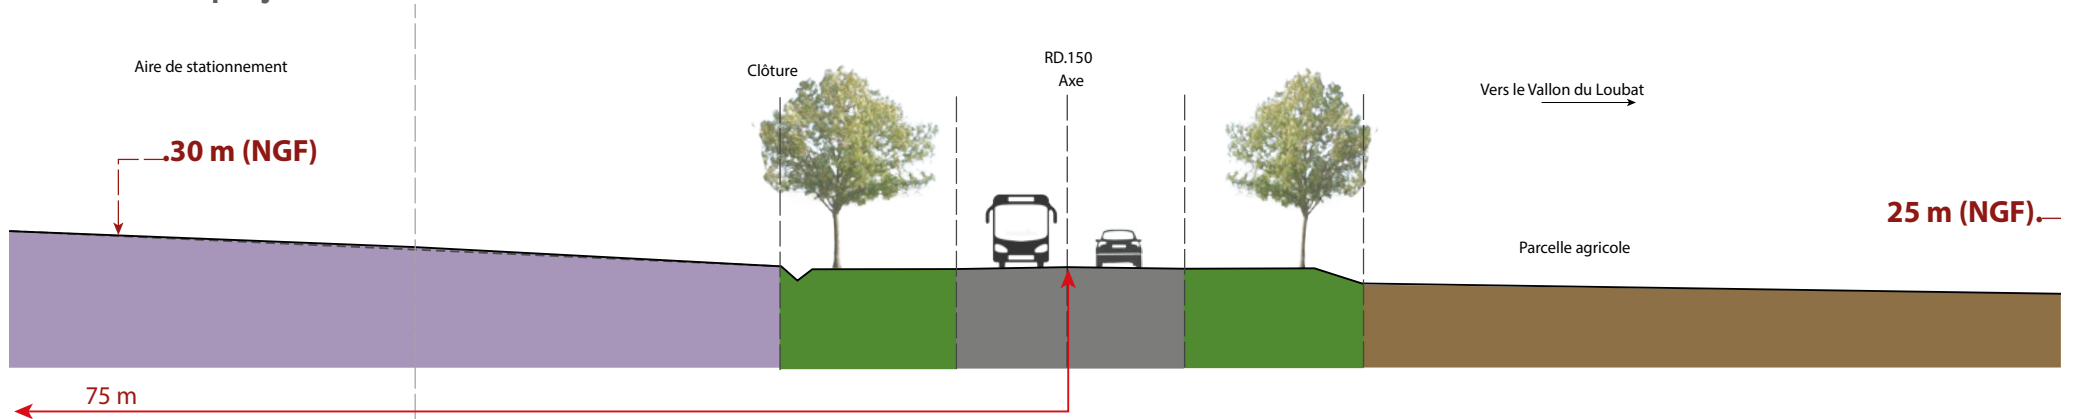 Aire de stationnement
Clôture
RD.150
Axe
Vers le Vallon du Loubat
.30 m (NGF)
25 m (NGF).
Parcelle agricole
75 m